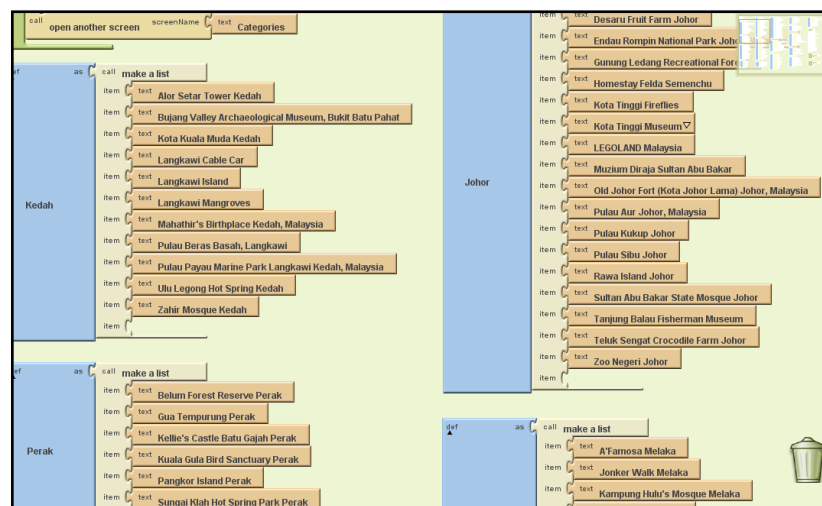 call open another screen screenName text Categories
def as call make a list
Kedah
item text Alor Setar Tower Kedah
item text Bujang Valley Archaeological Museum, Bukit Batu Pahat
item text Kota Kuala Muda Kedah
item text Langkawi Cable Car
item text Langkawi Island
item text Langkawi Mangroves
item text Mahathir's Birthplace Kedah, Malaysia
item text Pulau Beras Basah, Langkawi
item text Pulau Payau Marine Park Langkawi Kedah, Malaysia
item text Ulu Legong Hot Spring Kedah
item text Zahir Mosque Kedah
item
as call make a list
Perak
item text Belum Forest Reserve Perak
item text Gua Tempurung Perak
item text Kellie's Castle Batu Gajah Perak
item text Kuala Gula Bird Sanctuary Perak
item text Pangkor Island Perak
item text Sungai Klah Hot Spring Park Perak
Johor
item text Desaru Fruit Farm Johor
item text Endau Rompin National Park
item text Gunung Ledang Recreational
item text Homestay Felda Semenchu
item text Kota Tinggi Fireflies
item text Kota Tinggi Museum
item text LEGOLAND Malaysia
item text Muzium Diraja Sultan Abu Bakar
item text Old Johor Fort (Kota Johor Lama) Johor, Malaysia
item text Pulau Aur Johor, Malaysia
item text Pulau Kukup Johor
item text Pulau Sibu Johor
item text Rawa Island Johor
item text Sultan Abu Bakar State Mosque Johor
item text Tanjung Balau Fisherman Museum
item text Teluk Sengat Crocodile Farm Johor
item text Zoo Negeri Johor
item
def as call make a list
item text A'Famosa Melaka
item text Jonker Walk Melaka
item text Kampung Hulu's Mosque Melaka